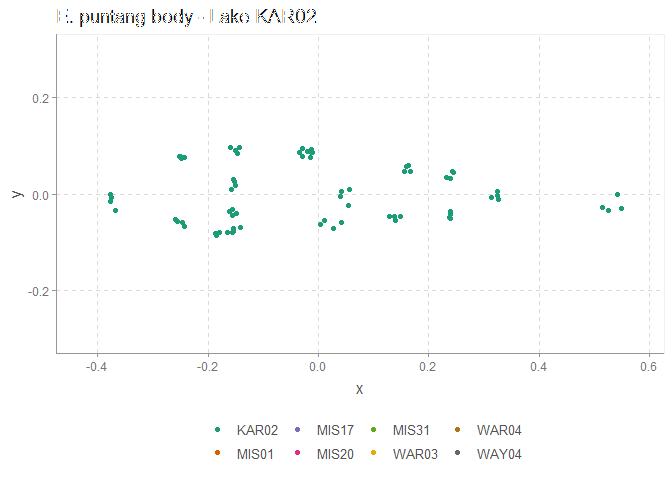 E. puntang body - Lake KAR02
0.2
0.0
-0.2
y
-0.4 -0.2 0.0 0.2 0.4 0.6
x
KAR02 MIS17 MIS31 WAR04
MIS01 MIS20 WAR03 WAY04